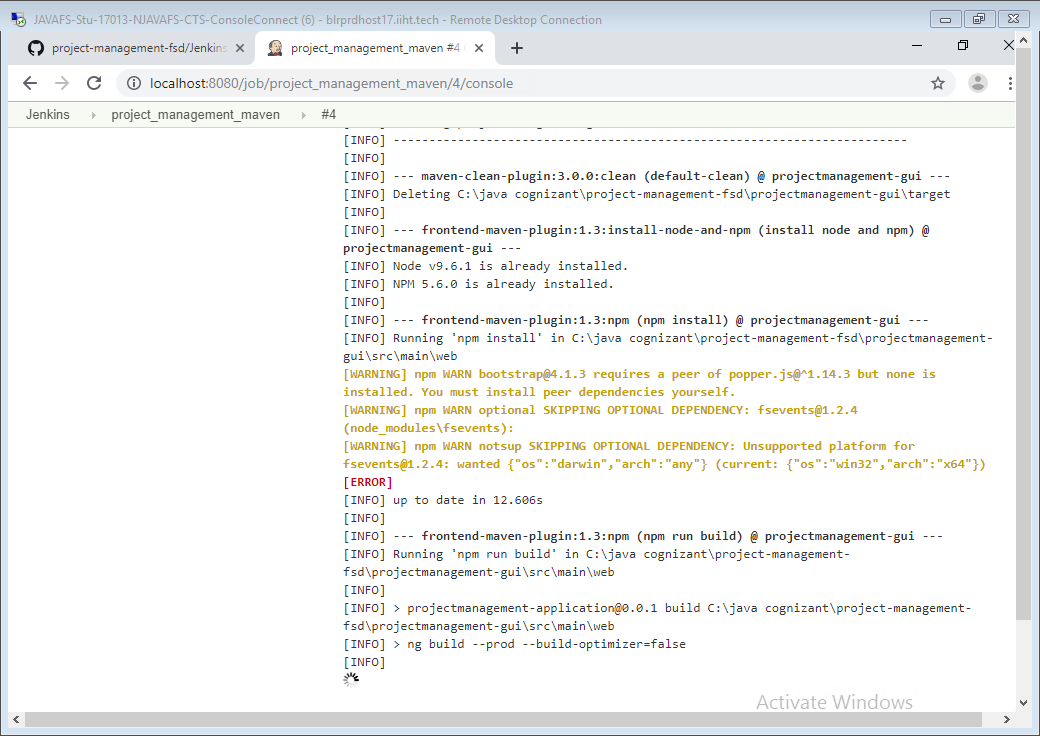 JAVAFS-Stu-17013-NJAVAFS-CTS-ConsoleConnect (6) - blrprdhost17.iiht.tech - Remote Desktop Connection
project-management-fsd/Jenkins
project_management_maven #4
localhost:8080/job/project_management_maven/4/console
Jenkins project_management_maven #4
[INFO] ------------------------------------------------------------------------
[INFO]
[INFO] --- maven-clean-plugin:3.0.0:clean (default-clean) @ projectmanagement-gui ---
[INFO] Deleting C:\java cognizant\project-management-fsd\projectmanagement-gui\target
[INFO]
[INFO] --- frontend-maven-plugin:1.3:install-node-and-npm (install node and npm) @
projectmanagement-gui ---
[INFO] Node v9.6.1 is already installed.
[INFO] NPM 5.6.0 is already installed.
[INFO]
[INFO] --- frontend-maven-plugin:1.3:npm (npm install) @ projectmanagement-gui ---
[INFO] Running 'npm install' in C:\java cognizant\project-management-fsd\projectmanagement-
gui\src\main\web
[WARNING] npm WARN bootstrap@4.1.3 requires a peer of popper.js@^1.14.3 but none is
installed. You must install peer dependencies yourself.
[WARNING] npm WARN optional SKIPPING OPTIONAL DEPENDENCY: fsevents@1.2.4
(node_modules\fsevents):
[WARNING] npm WARN notsup SKIPPING OPTIONAL DEPENDENCY: Unsupported platform for
fsevents@1.2.4: wanted {"os":"darwin","arch":"any"} (current: {"os":"win32","arch":"x64"})
[ERROR]
[INFO] up to date in 12.606s
[INFO]
[INFO] --- frontend-maven-plugin:1.3:npm (npm run build) @ projectmanagement-gui ---
[INFO] Running 'npm run build' in C:\java cognizant\project-management-
fsd\projectmanagement-gui\src\main\web
[INFO]
[INFO] > projectmanagement-application@0.0.1 build C:\java cognizant\project-management-
fsd\projectmanagement-gui\src\main\web
[INFO] > ng build --prod --build-optimizer=false
[INFO]
Activate Windows